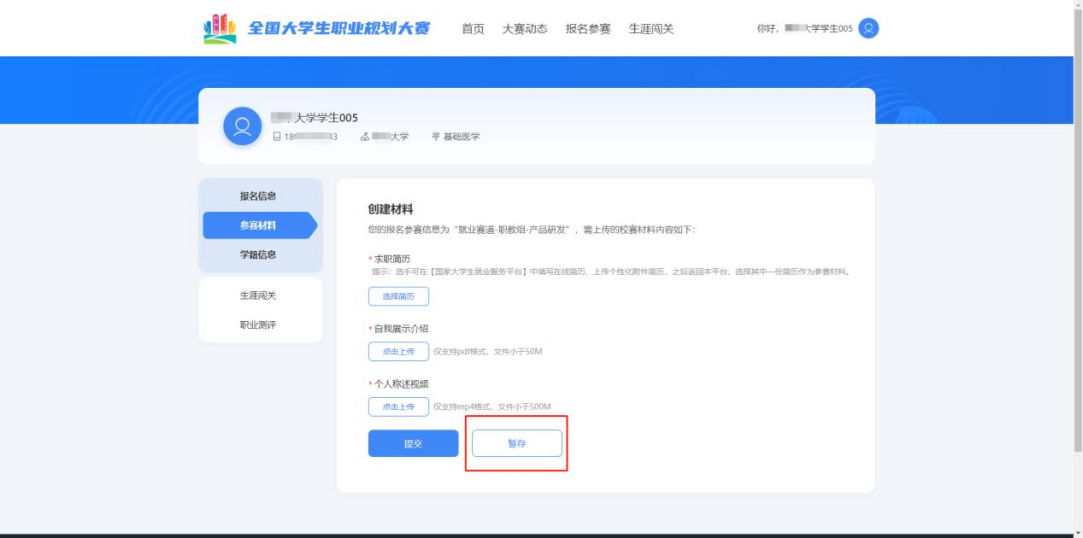 全国大学生职业规划大赛 首页 大赛动态 报名参赛 生涯闯关 你好，大学学生005
大学学生005
18 33 大学 基础医学
报名信息
参赛材料
学籍信息
生涯闯关
职业测评
创建材料
您的报名参赛信息为“就业赛道-职教组-产品研发”，需上传的校赛材料内容如下：
*求职简历
提示：选手可在【国家大学生就业服务平台】中填写在线简历、上传个性化附件简历，之后返回本平台，选择其中一份简历作为参赛材料。
选择简历
*自我展示介绍
点击上传 仅支持pdf格式，文件小于50M
*个人称述视频
点击上传 仅支持mp4格式，文件小于500M
提交 暂存